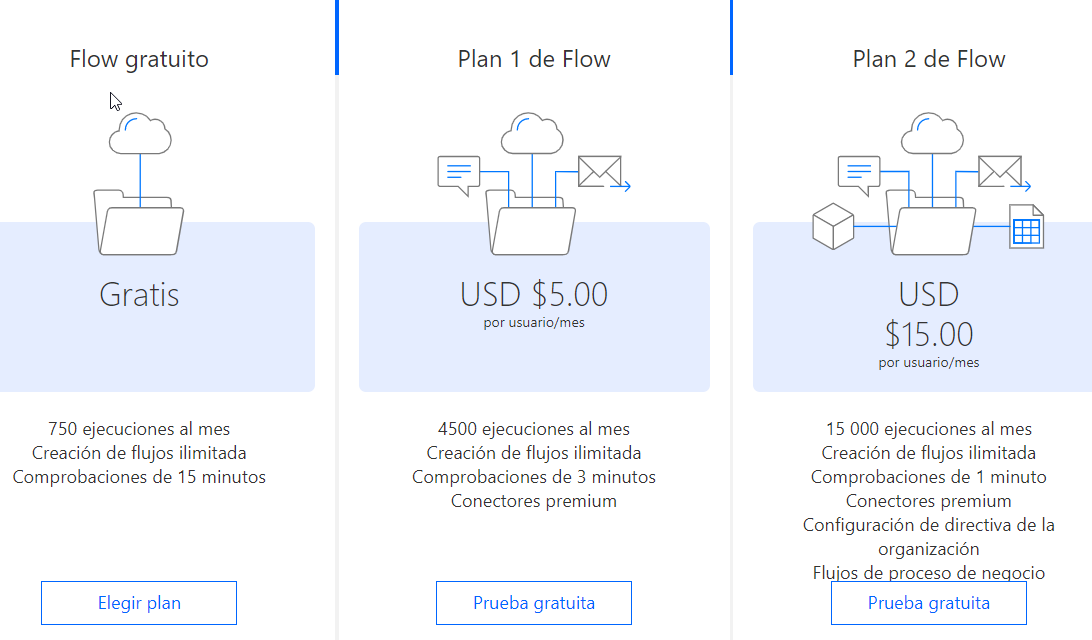 Flow gratuito
Gratis
750 ejecuciones al mes
Creación de flujos ilimitada
Comprobaciones de 15 minutos
Elegir plan
Plan 1 de Flow
USD $5.00
por usuario/mes
4500 ejecuciones al mes
Creación de flujos ilimitada
Comprobaciones de 3 minutos
Conectores premium
Prueba gratuita
Plan 2 de Flow
USD
$15.00
por usuario/mes
15 000 ejecuciones al mes
Creación de flujos ilimitada
Comprobaciones de 1 minuto
Conectores premium
Configuración de directiva de la
organización
Flujos de proceso de negocio
Prueba gratuita